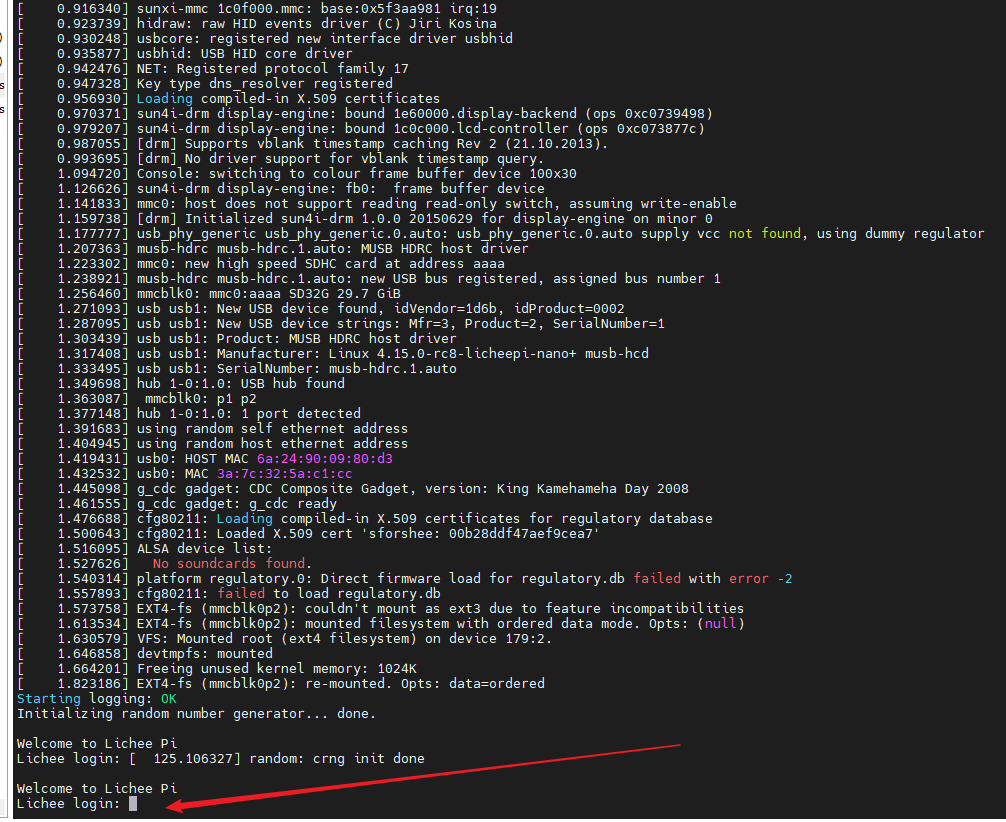 [    0.916340] sunxi-mmc 1c0f000.mmc: base:0x5f3aa981 irq:19
[    0.923739] hidraw: raw HID events driver (C) Jiri Kosina
[    0.930248] usbcore: registered new interface driver usbhid
[    0.935877] usbhid: USB HID core driver
[    0.942476] NET: Registered protocol family 17
[    0.947328] Key type dns_resolver registered
[    0.956930] Loading compiled-in X.509 certificates
[    0.970371] sun4i-drm display-engine: bound 1e60000.display-backend (ops 0xc0739498)
[    0.979207] sun4i-drm display-engine: bound 1c0c000.lcd-controller (ops 0xc073877c)
[    0.987055] [drm] Supports vblank timestamp caching Rev 2 (21.10.2013).
[    0.993695] [drm] No driver support for vblank timestamp query.
[    1.094720] Console: switching to colour frame buffer device 100x30
[    1.126626] sun4i-drm display-engine: fb0:  frame buffer device
[    1.141833] mmc0: host does not support reading read-only switch, assuming write-enable
[    1.159738] [drm] Initialized sun4i-drm 1.0.0 20150629 for display-engine on minor 0
[    1.177777] usb_phy_generic usb_phy_generic.0.auto: usb_phy_generic.0.auto supply vcc not found, using dummy regulator
[    1.207363] musb-hdrc musb-hdrc.1.auto: MUSB HDRC host driver
[    1.223302] mmc0: new high speed SDHC card at address aaaa
[    1.238921] musb-hdrc musb-hdrc.1.auto: new USB bus registered, assigned bus number 1
[    1.256460] mmcblk0: mmc0:aaaa SD32G 29.7 GiB
[    1.271093] usb usb1: New USB device found, idVendor=1d6b, idProduct=0002
[    1.287095] usb usb1: New USB device strings: Mfr=3, Product=2, SerialNumber=1
[    1.303439] usb usb1: Product: MUSB HDRC host driver
[    1.317408] usb usb1: Manufacturer: Linux 4.15.0-rc8-licheepi-nano+ musb-hcd
[    1.333495] usb usb1: SerialNumber: musb-hdrc.1.auto
[    1.349698] hub 1-0:1.0: USB hub found
[    1.363087]  mmcblk0: p1 p2
[    1.377148] hub 1-0:1.0: 1 port detected
[    1.391683] using random self ethernet address
[    1.404945] using random host ethernet address
[    1.419431] usb0: HOST MAC 6a:24:90:09:80:d3
[    1.432532] usb0: MAC 3a:7c:32:5a:c1:cc
[    1.445098] g_cdc gadget: CDC Composite Gadget, version: King Kamehameha Day 2008
[    1.461555] g_cdc gadget: g_cdc ready
[    1.476688] cfg80211: Loading compiled-in X.509 certificates for regulatory database
[    1.500643] cfg80211: Loaded X.509 cert 'sforshee: 00b28ddf47aef9cea7'
[    1.516095] ALSA device list:
[    1.527626]   No soundcards found.
[    1.540314] platform regulatory.0: Direct firmware load for regulatory.db failed with error -2
[    1.557893] cfg80211: failed to load regulatory.db
[    1.573758] EXT4-fs (mmcblk0p2): couldn't mount as ext3 due to feature incompatibilities
[    1.613534] EXT4-fs (mmcblk0p2): mounted filesystem with ordered data mode. Opts: (null)
[    1.630579] VFS: Mounted root (ext4 filesystem) on device 179:2.
[    1.646858] devtmpfs: mounted
[    1.664201] Freeing unused kernel memory: 1024K
[    1.823186] EXT4-fs (mmcblk0p2): re-mounted. Opts: data=ordered
Starting logging: OK
Initializing random number generator... done.
Welcome to Lichee Pi
Lichee login: [  125.106327] random: crng init done
Welcome to Lichee Pi
Lichee login: